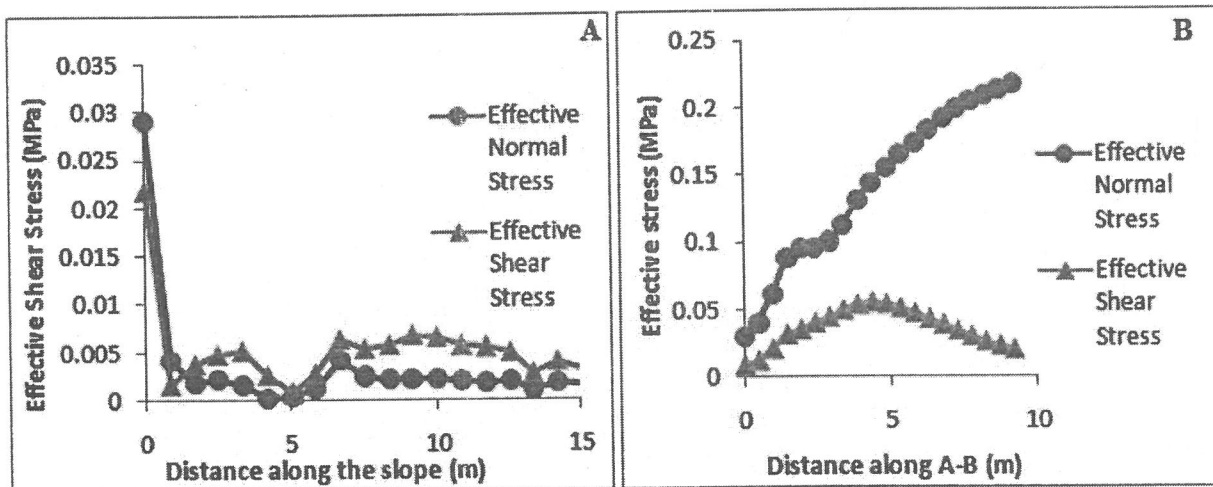 A
Effective Shear Stress (MPa)
0.035
0.03
0.025
0.02
0.015
0.01
0.005
0
0 5 10 15
Distance along the slope (m)
Effective
Normal
Stress
Effective
Shear
Stress
B
Effective stress (MPa)
0.25
0.2
0.15
0.1
0.05
0
0 5 10
Distance along A-B (m)
Effective
Normal
Stress
Effective
Shear
Stress